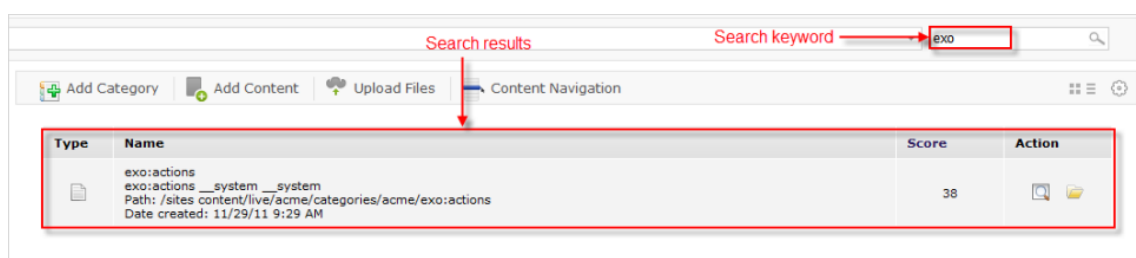 Search results
Search keyword
exo
Add Category Add Content Upload Files Content Navigation
Type Name Score Action
exo:actions
exo:actions __system __system
Path: /sites content/live/acme/categories/acme/exo:actions
Date created: 11/29/11 9:29 AM
38